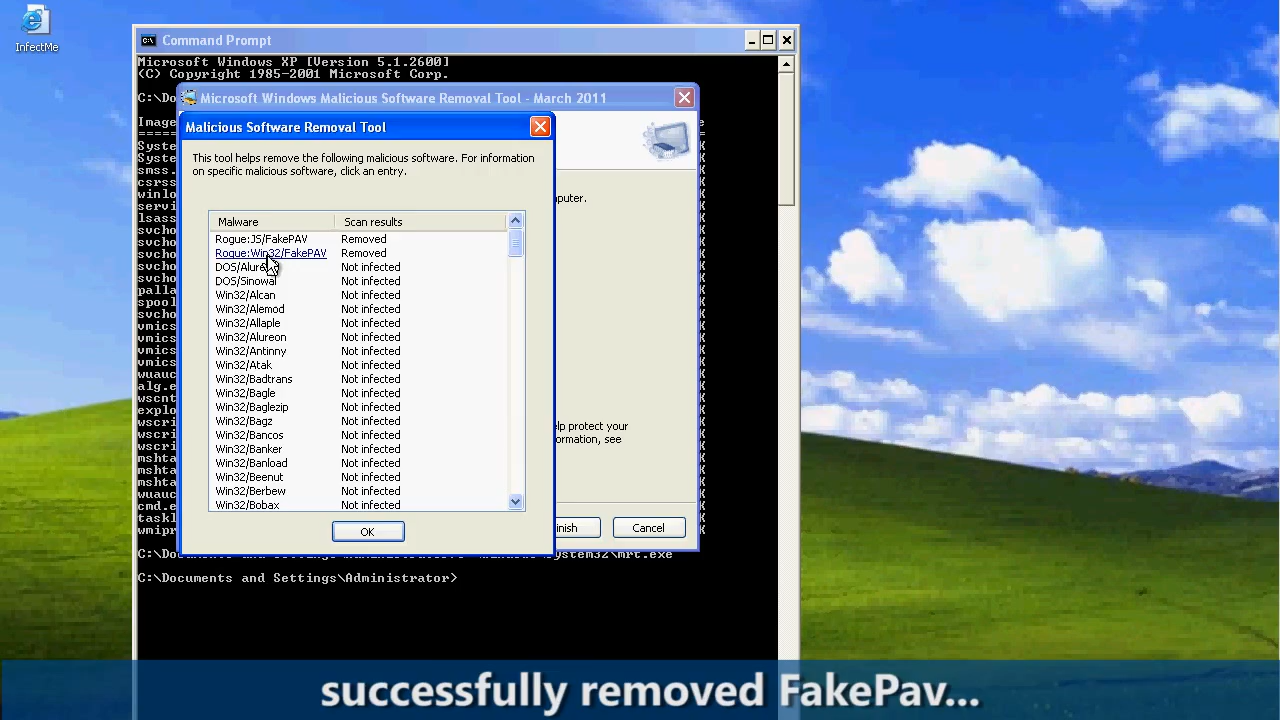 InfectMe
Command Prompt
Microsoft Windows XP [Version 5.1.2600]
(C) Copyright 1985-2001 Microsoft Corp.
Microsoft Windows Malicious Software Removal Tool - March 2011
Malicious Software Removal Tool
This tool helps remove the following malicious software. For information
on specific malicious software, click an entry.
Malware Scan results
Rogue:JS/FakePAV Removed
Rogue:Win32/FakePAV Removed
DOS/Alureon Not infected
DOS/Sinowal Not infected
Win32/Alcan Not infected
Win32/Alemod Not infected
Win32/Allaple Not infected
Win32/Alureon Not infected
Win32/Antinny Not infected
Win32/Atak Not infected
Win32/Badtrans Not infected
Win32/Bagle Not infected
Win32/Baglezip Not infected
Win32/Bagz Not infected
Win32/Bancos Not infected
Win32/Banker Not infected
Win32/Banload Not infected
Win32/Beenut Not infected
Win32/Berbew Not infected
Win32/Bobax Not infected
OK
Cancel
C:\Documents and Settings\Administrator>
successfully removed FakePav...